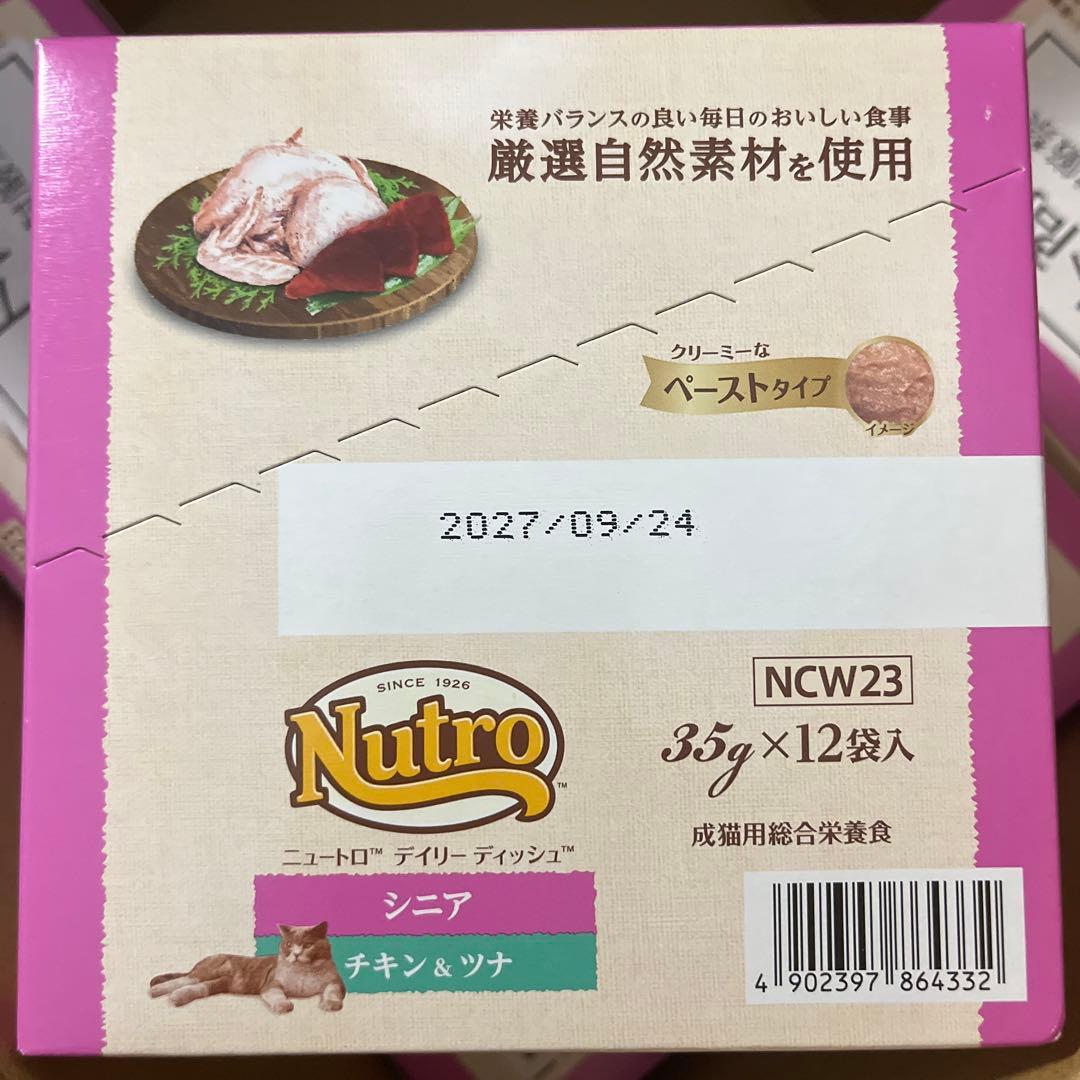 栄養バランスの良い毎日のおいしい食事
厳選自然素材を使用
クリーミーな
ペーストタイプ
イメージ
2027/09/24
SINCE 1926
Nutro™
ニュートロ™ デイリー ディッシュ™
シニア
チキン & ツナ
NCW23
35g×12袋入
成猫用総合栄養食
4 902397 864332